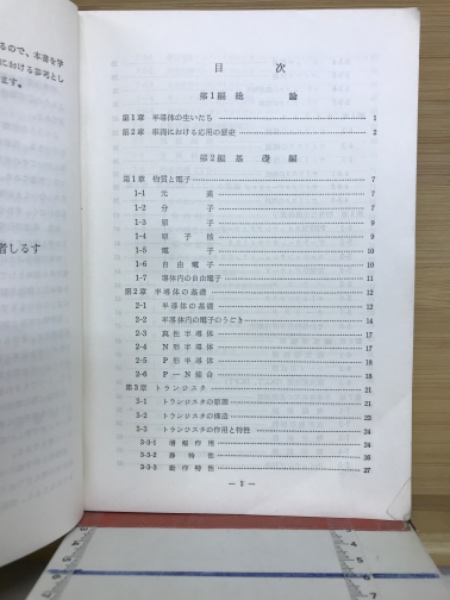 るので、本書を学
における参考とし
ます。
者しるす
目次
第1編 総論
第1章 半導体の生いたち 1
第2章 車両における応用の歴史 2
第2編 基礎編
第1章 物質と電子 7
1-1 元素 7
1-2 分子 7
1-3 原子 9
1-4 原子核 9
1-5 電子 10
1-6 自由電子 10
1-7 導体内の自由電子 11
第2章 半導体の基礎 12
2-1 半導体の基礎 12
2-2 半導体内の電子のうごき 14
2-3 真性半導体 17
2-4 N形半導体 17
2-5 P形半導体 18
2-6 P-N接合 18
第3章 トランジスタ 21
3-1 トランジスタの原理 21
3-2 トランジスタの構造 23
3-3 トランジスタの作用と特性 24
3-3-1 増幅作用 24
3-3-2 静特性 26
3-3-3 動作特性 27